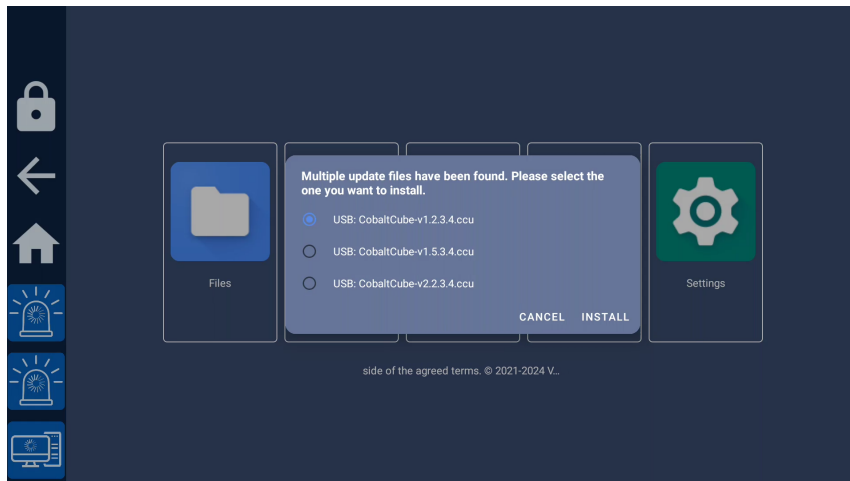 Multiple update files have been found. Please select the
one you want to install.
USB: CobaltCube-v1.2.3.4.ccu
USB: CobaltCube-v1.5.3.4.ccu
USB: CobaltCube-v2.2.3.4.ccu
CANCEL INSTALL
Files
Settings
side of the agreed terms. © 2021-2024 V...